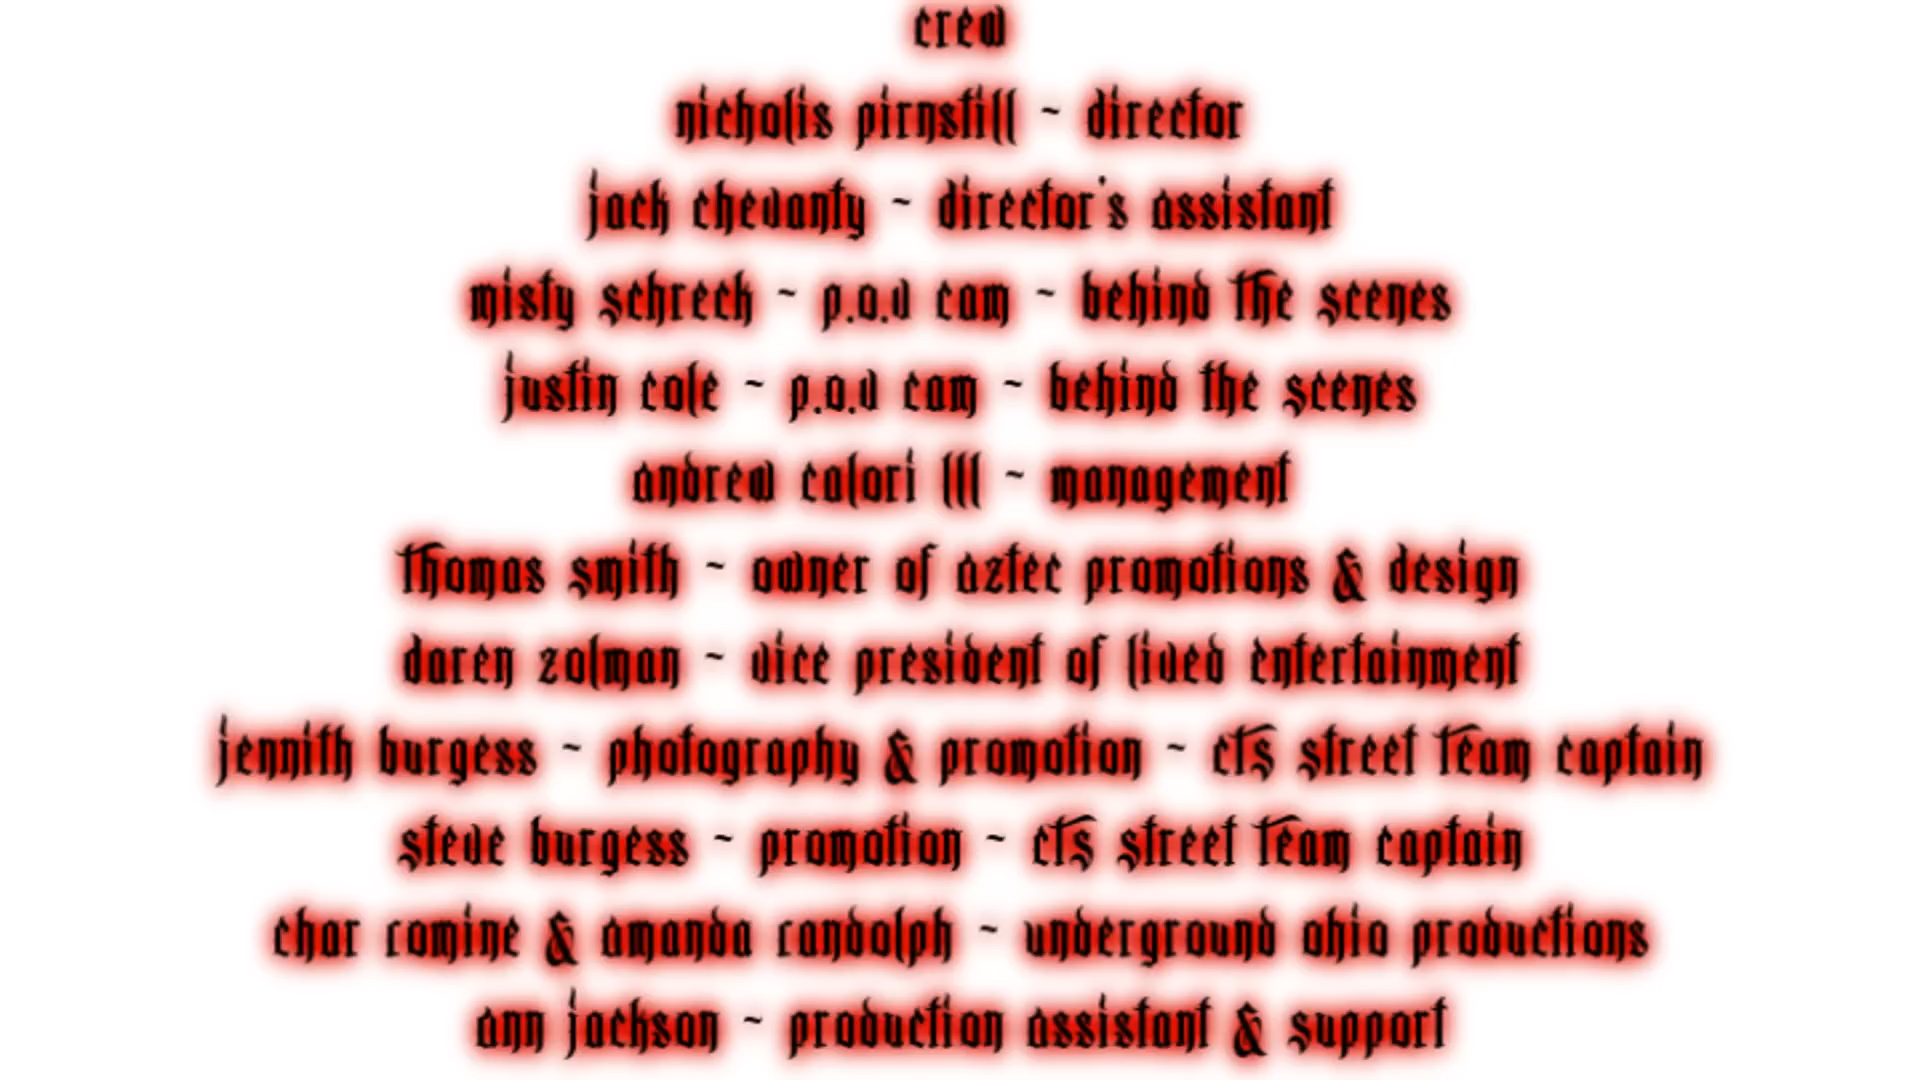 crew
nicholis pirnstill ~ director
jack chevanty ~ director's assistant
misty schreck ~ p.o.v cam ~ behind the scenes
justin cole ~ p.o.v cam ~ behind the scenes
andrew calori lll ~ management
thomas smith ~ owner of aztec promotions & design
daren zolman ~ vice president of lived entertainment
jennith burgess ~ photography & promotion ~ cts street team captain
steve burgess ~ promotion ~ cts street team captain
char romine & amanda randolph ~ underground ohio productions
ann jackson ~ production assistant & support